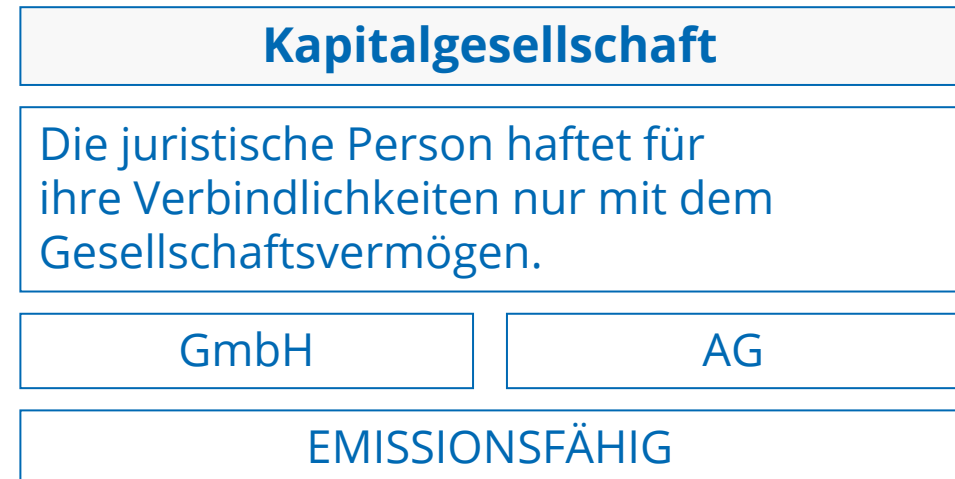 Kapitalgesellschaft
Die juristische Person haftet für
ihre Verbindlichkeiten nur mit dem
Gesellschaftsvermögen.
GmbH
AG
EMISSIONSFÄHIG